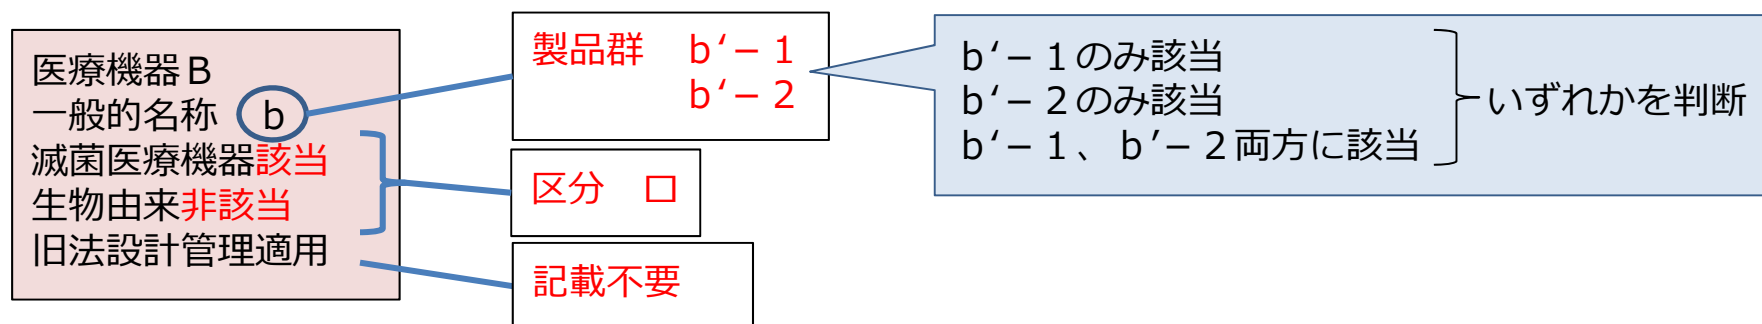 医療機器Ｂ
一般的名称　ｂ
滅菌医療機器該当
生物由来非該当
旧法設計管理適用
製品群　ｂ‘－１
ｂ‘－２
区分　ロ
記載不要
ｂ‘－１のみ該当
ｂ‘－２のみ該当
ｂ‘－１、ｂ’－２両方に該当
いずれかを判断